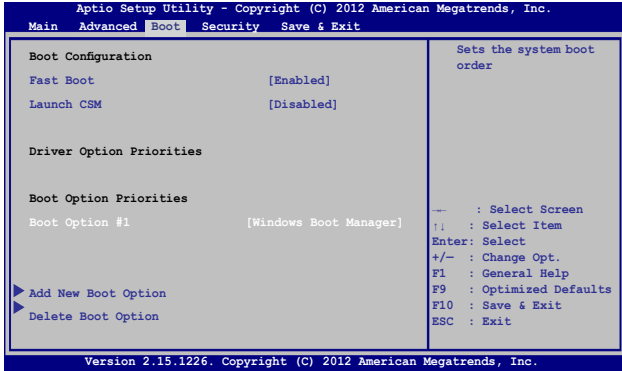 Aptio Setup Utility - Copyright (C) 2012 American Megatrends, Inc.
Main Advanced Boot Security Save & Exit
Boot Configuration
Fast Boot [Enabled]
Launch CSM [Disabled]
Driver Option Priorities
Boot Option Priorities
Boot Option #1 [Windows Boot Manager]
Add New Boot Option
Delete Boot Option
Sets the system boot
order
→← : Select Screen
↑↓ : Select Item
Enter: Select
+/— : Change Opt.
F1 : General Help
F9 : Optimized Defaults
F10 : Save & Exit
ESC : Exit
Version 2.15.1226. Copyright (C) 2012 American Megatrends, Inc.